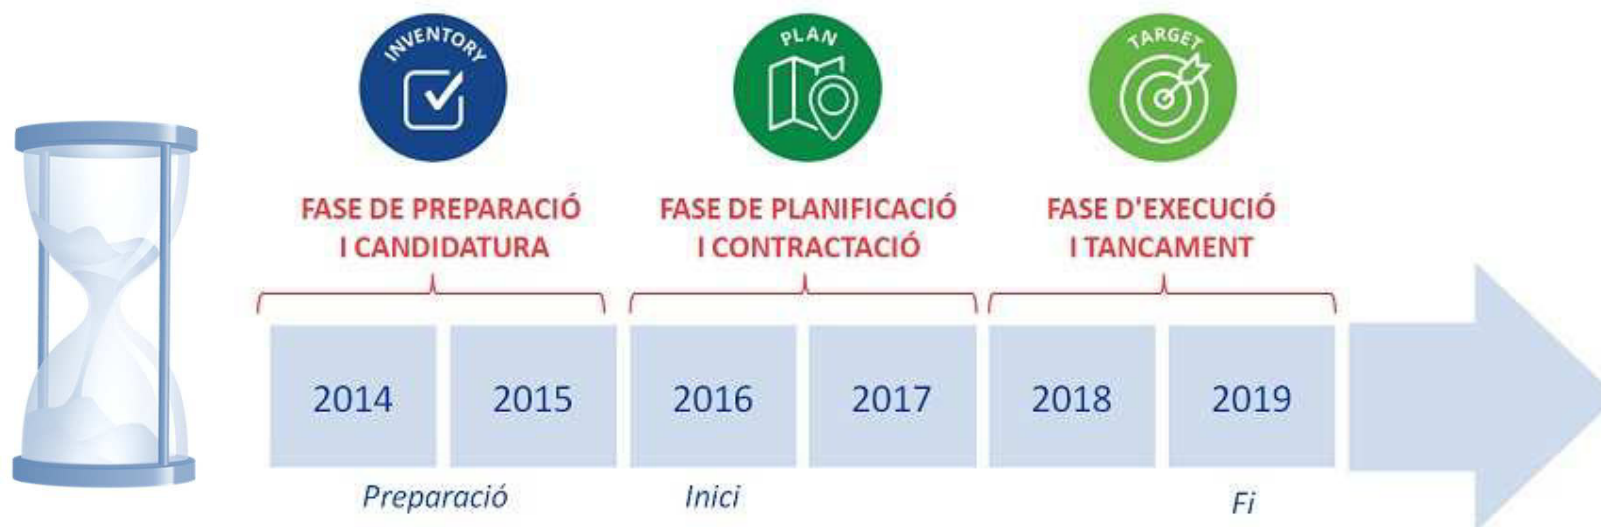 INVENTORY
PLAN
TARGET
FASE DE PREPARACIÓ
I CANDIDATURA
FASE DE PLANIFICACIÓ
I CONTRACTACIÓ
FASE D'EXECUCIÓ
I TANCAMENT
2014
2015
2016
2017
2018
2019
Preparació
Inici
Fi